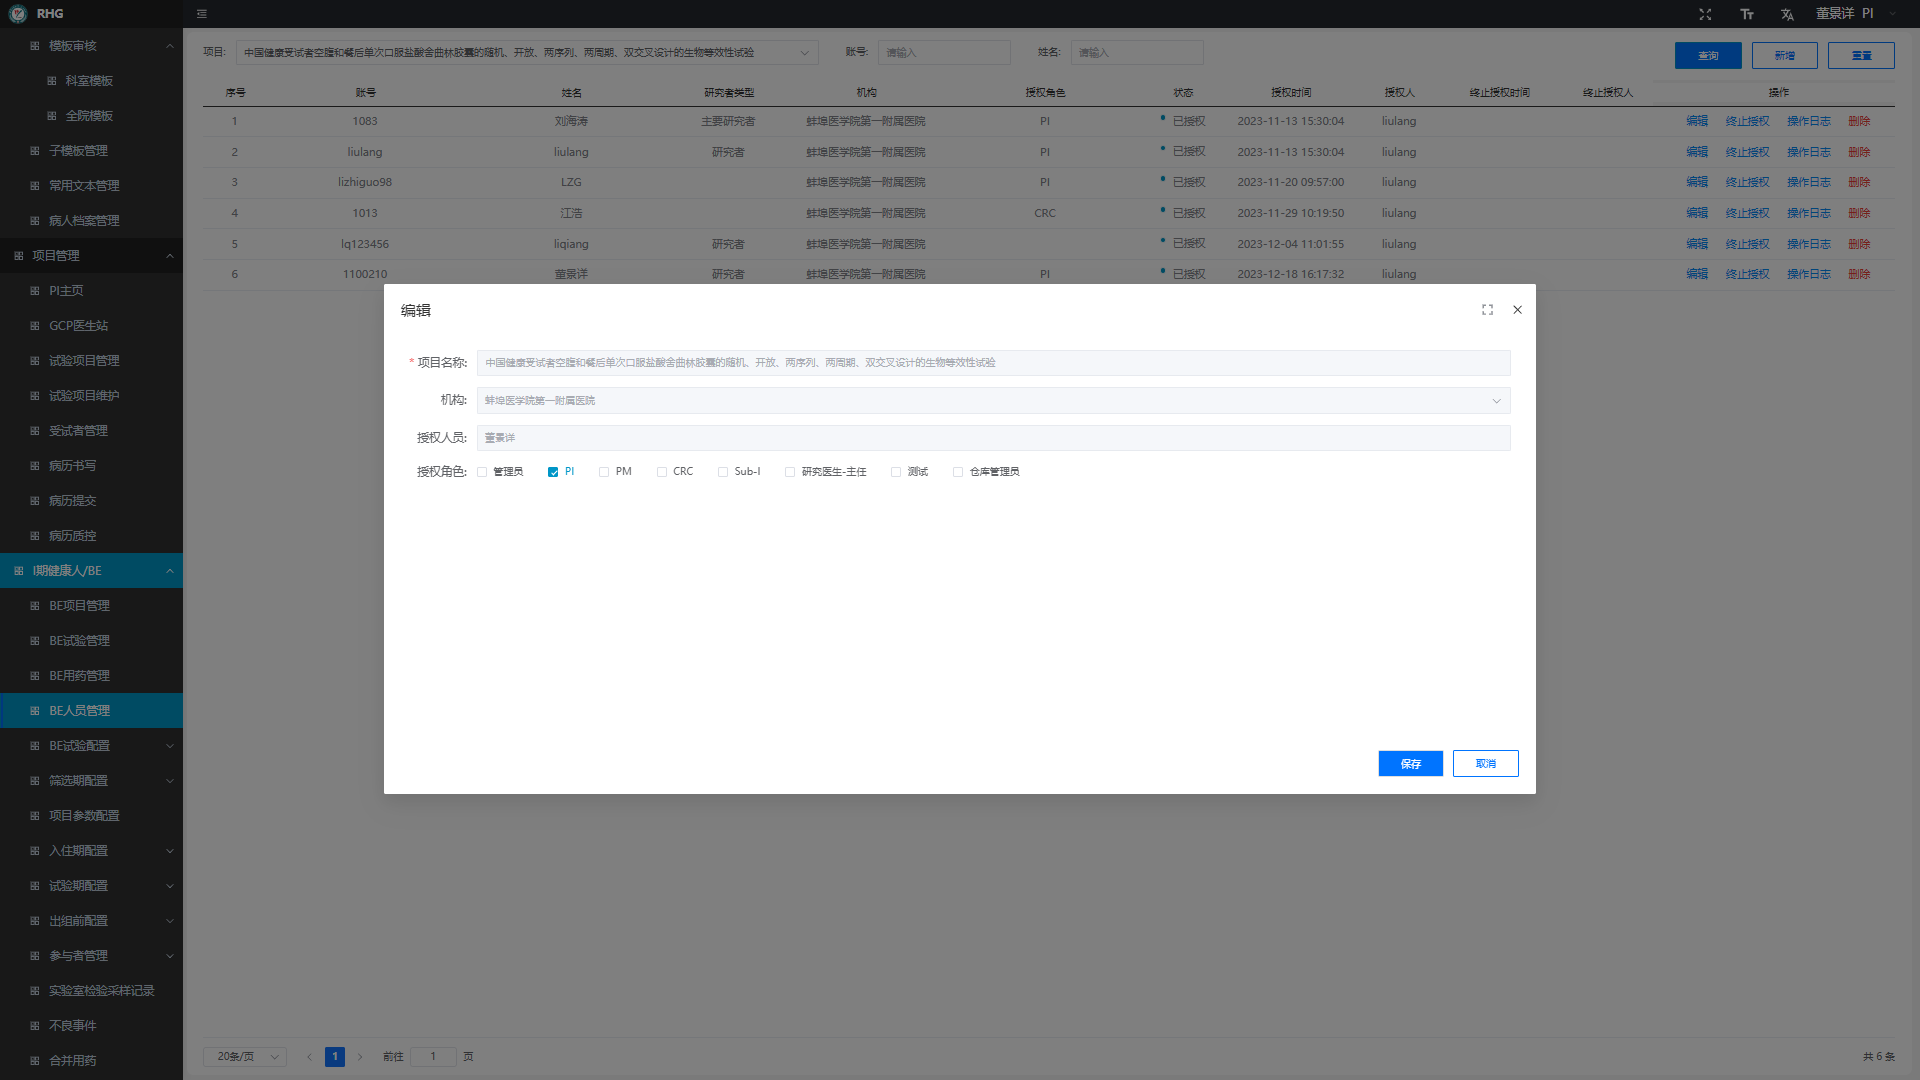 RHG
董景详 PI
模板审核
科室模板
全院模板
子模板管理
常用文本管理
病人档案管理
项目管理
PI主页
GCP医生站
试验项目管理
试验项目维护
受试者管理
病历书写
病历提交
病历质控
I期健康人/BE
BE项目管理
BE试验管理
BE用药管理
BE人员管理
BE试验配置
筛选期配置
项目参数配置
入住期配置
试验期配置
出组前配置
参与者管理
实验室检验采样记录
不良事件
合并用药
项目: 中国健康受试者空腹和餐后单次口服盐酸舍曲林胶囊的随机、开放、两序列、两周期、双交叉设计的生物等效性试验 账号: 请输入 姓名: 请输入 查询 新增 重置
序号 账号 姓名 研究者类型 机构 授权角色 状态 授权时间 授权人 终止授权时间 终止授权人 操作
1 1083 刘海涛 主要研究者 蚌埠医学院第一附属医院 PI 已授权 2023-11-13 15:30:04 liulang 编辑 终止授权 操作日志 删除
2 liulang liulang 研究者 蚌埠医学院第一附属医院 PI 已授权 2023-11-13 15:30:04 liulang 编辑 终止授权 操作日志 删除
3 lizhiguo98 LZG 蚌埠医学院第一附属医院 PI 已授权 2023-11-20 09:57:00 liulang 编辑 终止授权 操作日志 删除
4 1013 江浩 蚌埠医学院第一附属医院 CRC 已授权 2023-11-29 10:19:50 liulang 编辑 终止授权 操作日志 删除
5 lq123456 liqiang 研究者 蚌埠医学院第一附属医院 已授权 2023-12-04 11:01:55 liulang 编辑 终止授权 操作日志 删除
6 1100210 董景详 研究者 蚌埠医学院第一附属医院 PI 已授权 2023-12-18 16:17:32 liulang 编辑 终止授权 操作日志 删除
编辑
* 项目名称: 中国健康受试者空腹和餐后单次口服盐酸舍曲林胶囊的随机、开放、两序列、两周期、双交叉设计的生物等效性试验
机构: 蚌埠医学院第一附属医院
授权人员: 董景详
授权角色: 管理员 PI PM CRC Sub-I 研究医生-主任 测试 仓库管理员
保存 取消
20条/页 1 前往 1 页 共 6 条